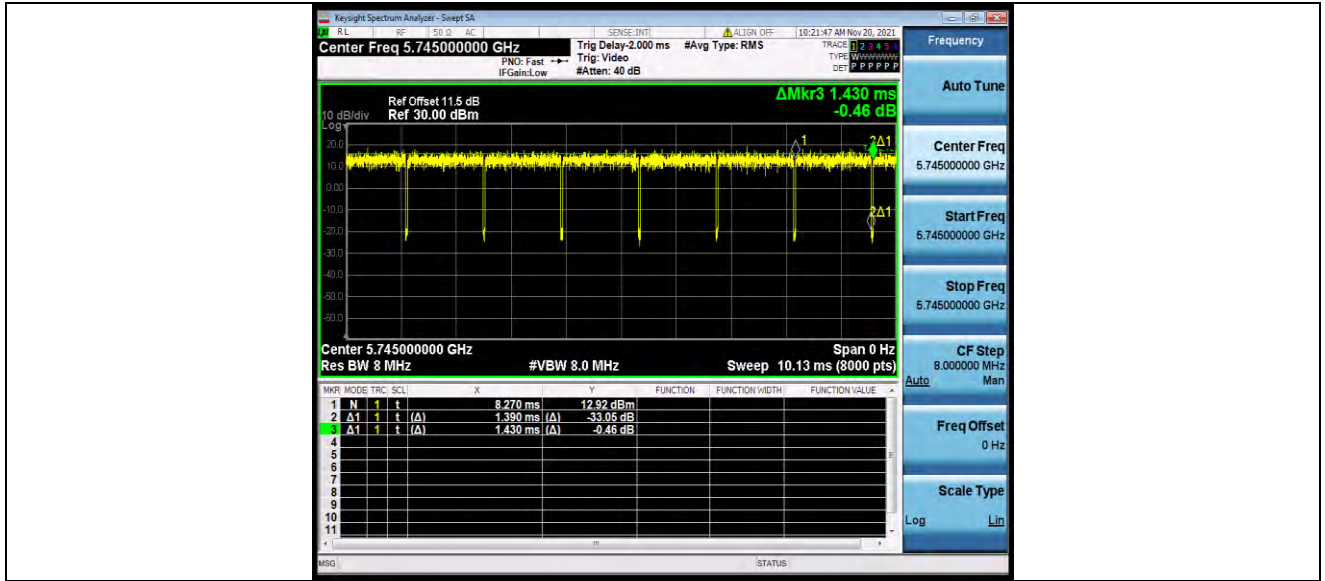 Keysight Spectrum Analyzer - Swept SA
RL RF 50 Ω AC SENSE:INT ALIGN OFF 10:21:47 AM Nov 20, 2021
Center Freq 5.745000000 GHz
PNO: Fast
IFGain:Low
Trig Delay-2.000 ms
Trig: Video
#Atten: 40 dB
#Avg Type: RMS
TRACE 1 2 3 4 5 6
TYPE WWWWWW
DET P P P P P P
ΔMkr3 1.430 ms
-0.46 dB
Ref Offset 11.5 dB
10 dB/div Ref 30.00 dBm
Log
20.0
10.0
0.00
-10.0
-20.0
-30.0
-40.0
-50.0
-60.0
1
3Δ1
2Δ1
Center 5.745000000 GHz Span 0 Hz
Res BW 8 MHz #VBW 8.0 MHz Sweep 10.13 ms (8000 pts)
MKR MODE TRC SCL X Y FUNCTION FUNCTION WIDTH FUNCTION VALUE
1 N 1 t 8.270 ms 12.92 dBm
2 Δ1 1 t (Δ) 1.390 ms (Δ) -33.05 dB
3 Δ1 1 t (Δ) 1.430 ms (Δ) -0.46 dB
4
5
6
7
8
9
10
11
MSG STATUS
Frequency
Auto Tune
Center Freq
5.745000000 GHz
Start Freq
5.745000000 GHz
Stop Freq
5.745000000 GHz
CF Step
8.000000 MHz
Auto Man
Freq Offset
0 Hz
Scale Type
Log Lin